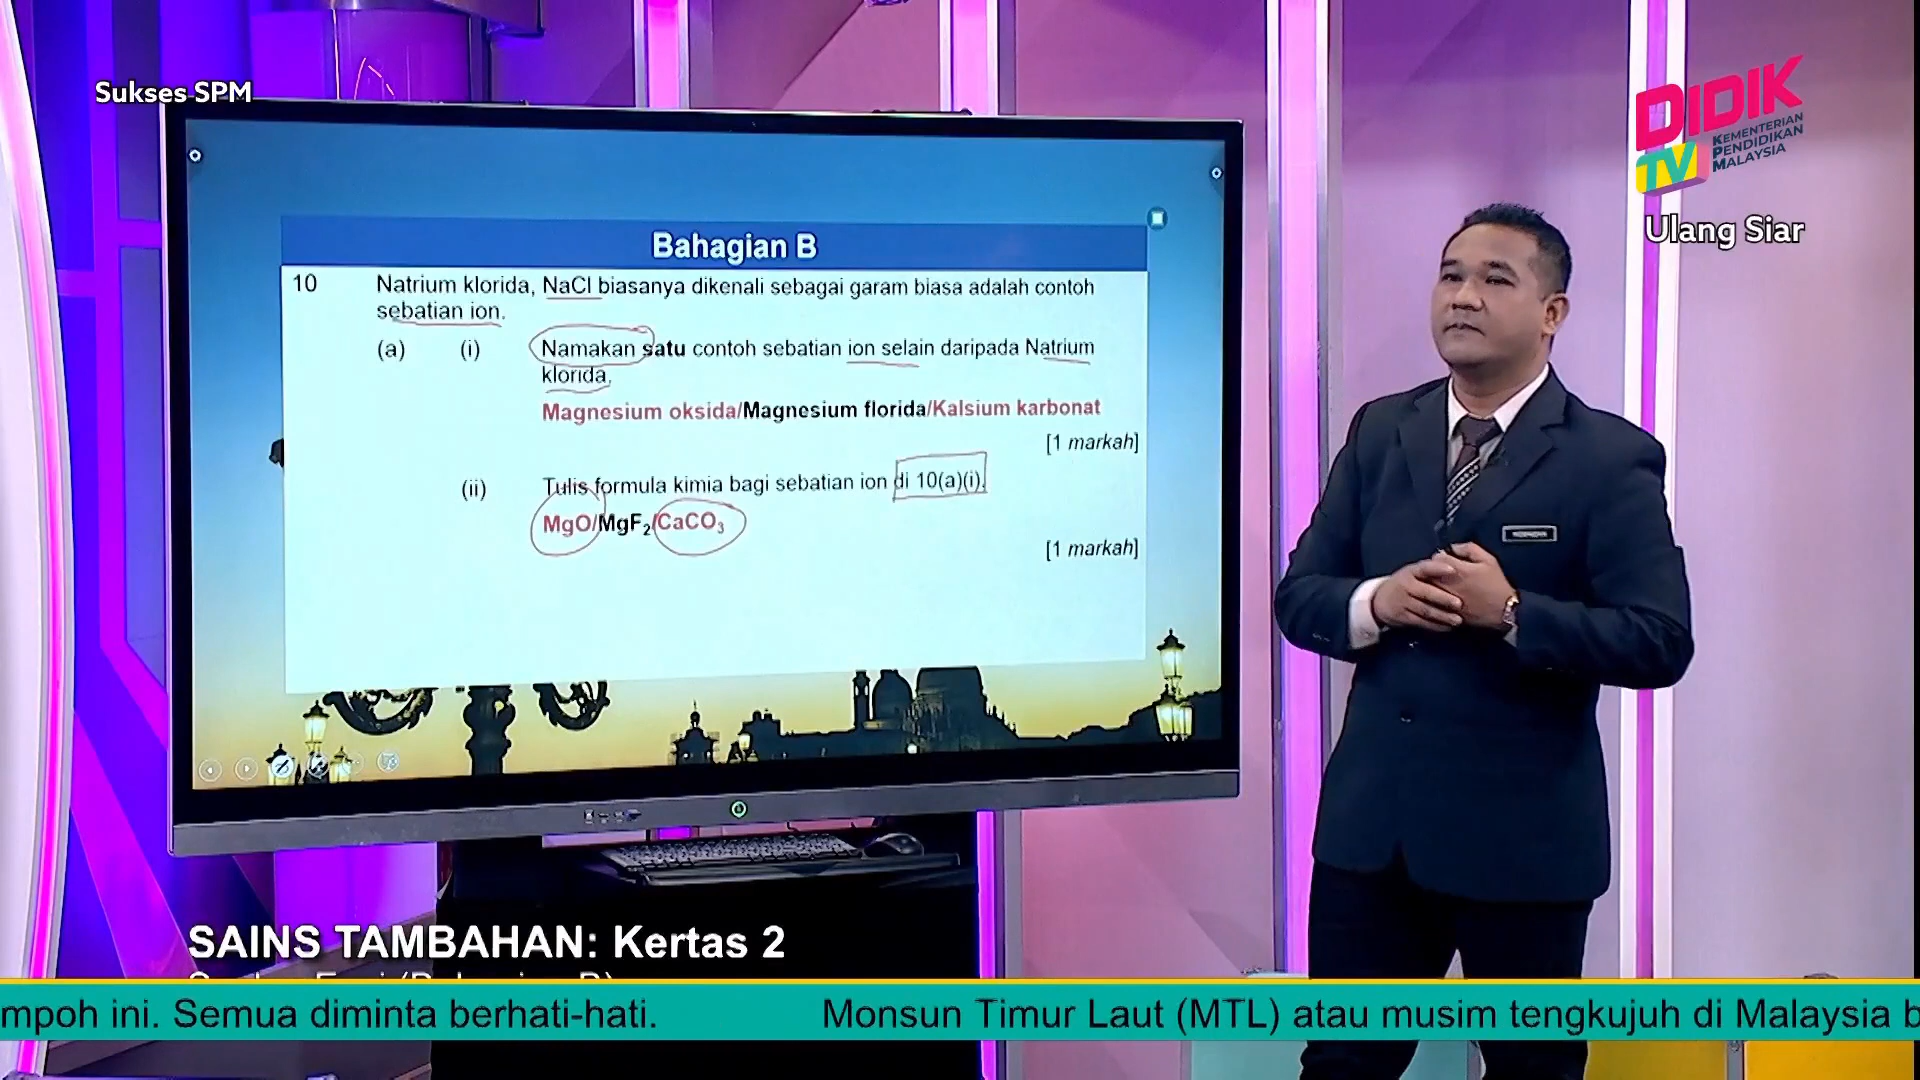 Sukses SPM
DIDIK
TV
KEMENTERIAN
PENDIDIKAN
MALAYSIA
Ulang Siar
Bahagian B
10 Natrium klorida, NaCl biasanya dikenali sebagai garam biasa adalah contoh
sebatian ion.
(a) (i) Namakan satu contoh sebatian ion selain daripada Natrium
klorida.
Magnesium oksida/Magnesium florida/Kalsium karbonat
[1 markah]
(ii) Tulis formula kimia bagi sebatian ion di 10(a)(i).
MgO/MgF₂/CaCO₃
[1 markah]
SAINS TAMBAHAN: Kertas 2
mpoh ini. Semua diminta berhati-hati. Monsun Timur Laut (MTL) atau musim tengkujuh di Malaysia b